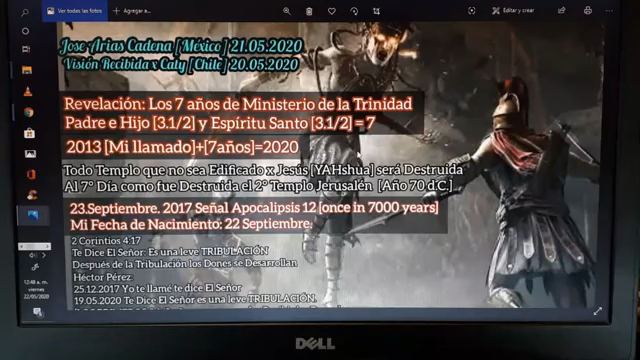 Ver todas las fotos
Agregar a...
Editar y crear
Jose Arias Cadena [México] 21.05.2020
Visión Recibida x Caty [Chile] 20.05.2020
Revelación: Los 7 años de Ministerio de la Trinidad
Padre e Hijo [3.1/2] y Espíritu Santo [3.1/2] = 7
2013 [Mi llamado]+[7años]=2020
Todo Templo que no sea Edificado x Jesús [YAHshua] será Destruida
Al 7° Día como fue Destruida el 2° Templo Jerusalén [Año 70 d.C.]
23.Septiembre. 2017 Señal Apocalipsis 12 [once in 7000 years]
Mi Fecha de Nacimiento: 22 Septiembre.
2 Corintios 4:17
Te Dice El Señor: Es una leve TRIBULACIÓN
Después de la Tribulación los Dones se Desarrollan
Héctor Pérez
25.12.2017 Yo te llamé te dice El Señor
19.05.2020 Te Dice El Señor es una leve TRIBULACIÓN.
12:48 a. m.
viernes
22/05/2020
DELL